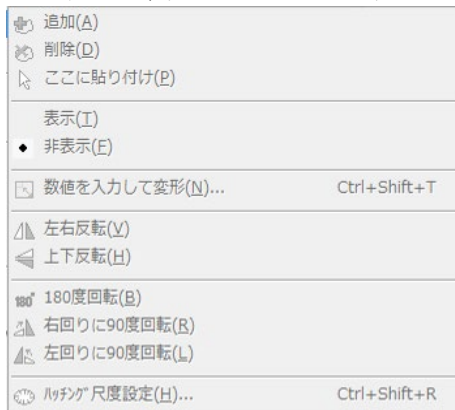 追加(A)
削除(D)
ここに貼り付け(P)
表示(T)
非表示(F)
数値を入力して変形(N)... Ctrl+Shift+T
左右反転(V)
上下反転(H)
180° 180度回転(B)
右回りに90度回転(R)
左回りに90度回転(L)
ﾊｯﾁﾝｸﾞ尺度設定(H)... Ctrl+Shift+R